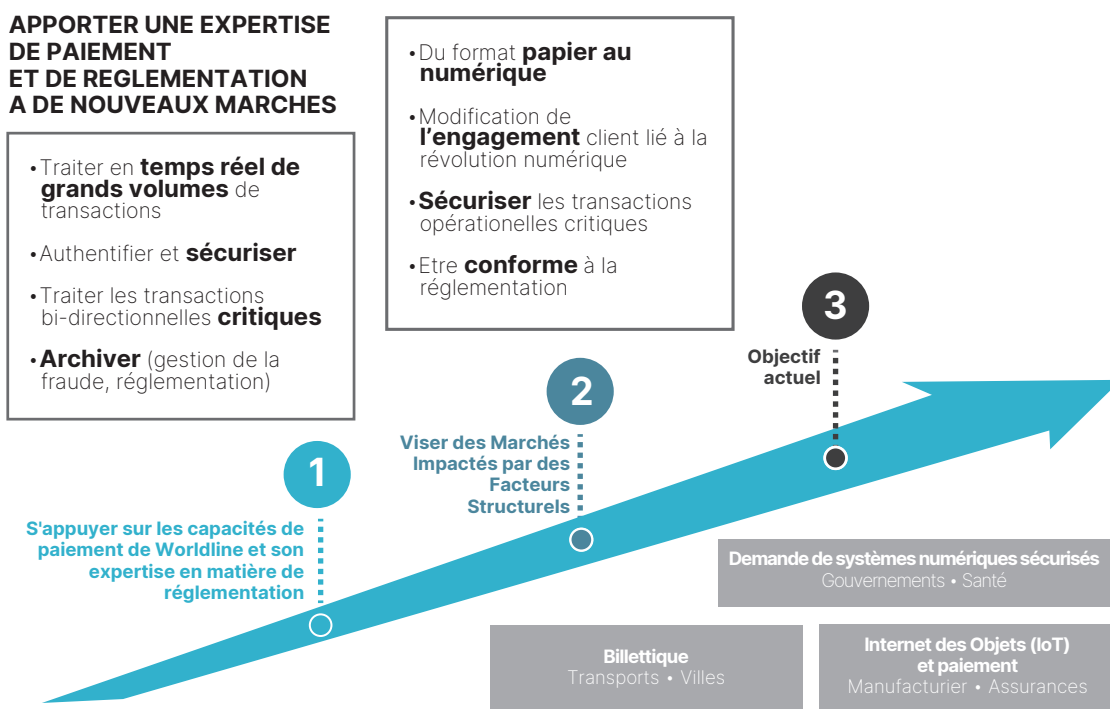 APPORTER UNE EXPERTISE
DE PAIEMENT
ET DE REGLEMENTATION
A DE NOUVEAUX MARCHES
•Traiter en temps réel de
grands volumes de
transactions
•Authentifier et sécuriser
•Traiter les transactions
bi-directionnelles critiques
•Archiver (gestion de la
fraude, réglementation)
•Du format papier au
numérique
•Modification de
l’engagement client lié à la
révolution numérique
•Sécuriser les transactions
opérationelles critiques
•Etre conforme à la
réglementation
1
S'appuyer sur les capacités de
paiement de Worldline et son
expertise en matière de
réglementation
2
Viser des Marchés
Impactés par des
Facteurs
Structurels
3
Objectif
actuel
Demande de systèmes numériques sécurisés
Gouvernements • Santé
Billettique
Transports • Villes
Internet des Objets (IoT)
et paiement
Manufacturier • Assurances